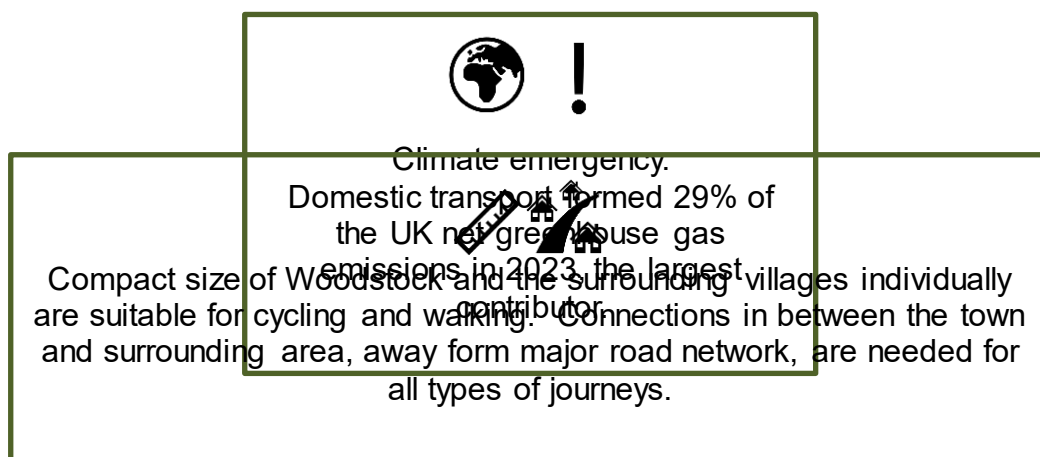 Climate emergency.
Domestic transport formed 29% of
the UK net greenhouse gas
emissions in 2023, the largest
contributor.
Compact size of Woodstock and the surrounding villages individually
are suitable for cycling and walking. Connections in between the town
and surrounding area, away form major road network, are needed for
all types of journeys.